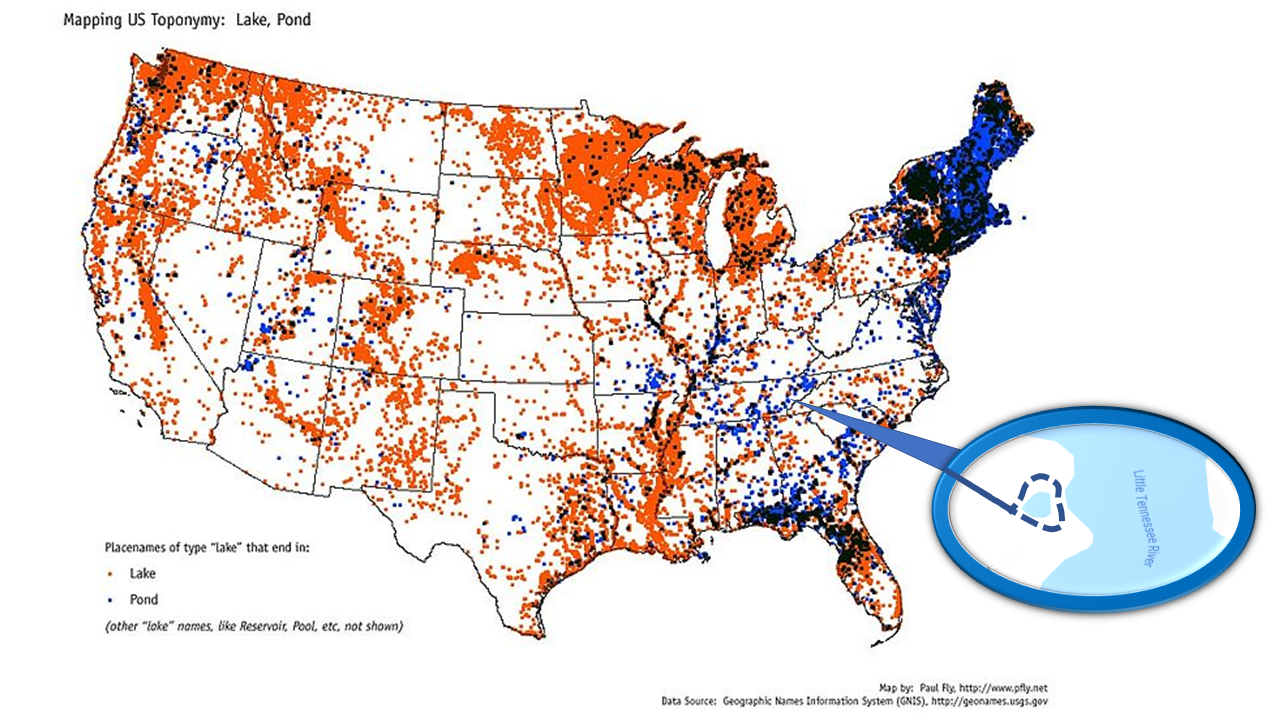 Mapping US Toponymy: Lake, Pond
Little Tennessee River
Placenames of type "lake" that end in:
Lake
Pond
(other "lake" names, like Reservoir, Pool, etc, not shown)
Map by: Paul Fly, http://www.pfly.net
Data Source: Geographic Names Information System (GNIS), http://geonames.usgs.gov